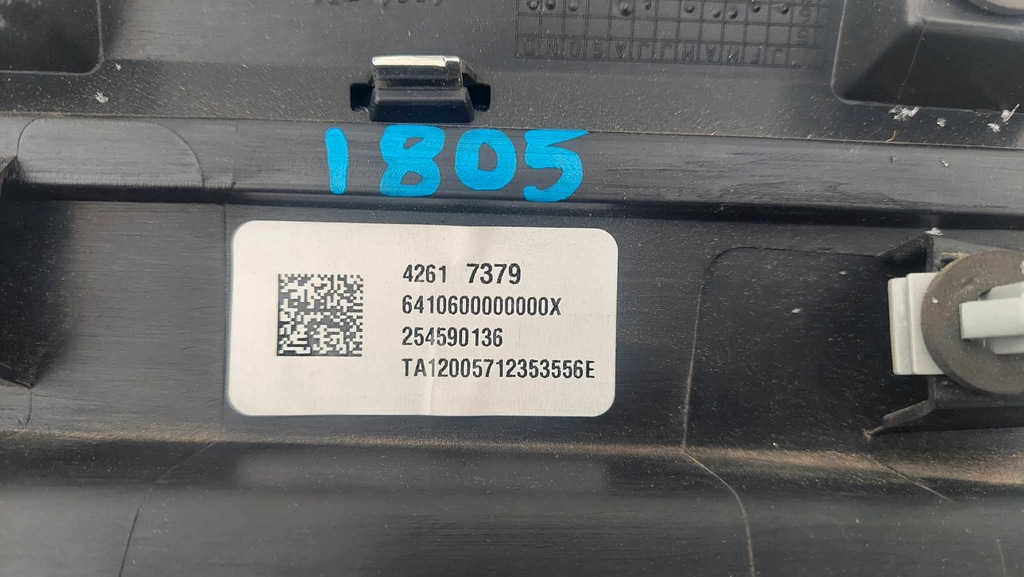 J F M A M J J A S O N D
1805
4261 7379
6410600000000X
254590136
TA12005712353556E